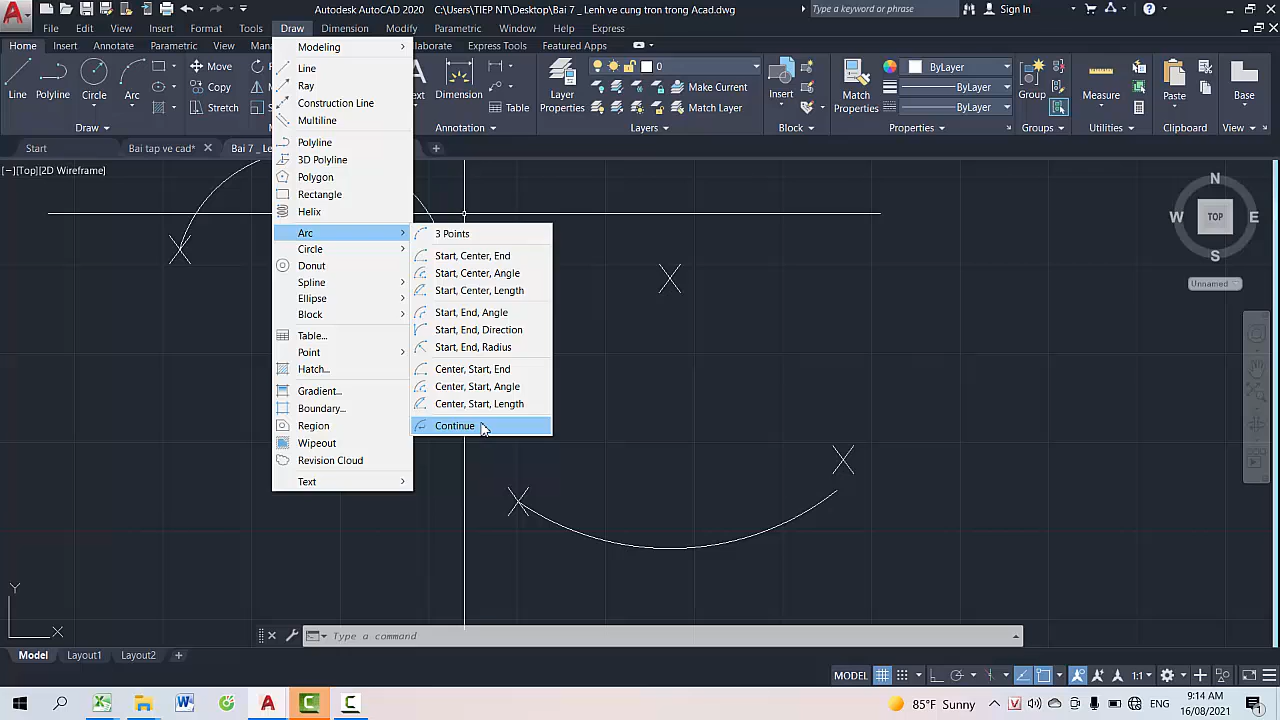 Autodesk AutoCAD 2020 C:\Users\TIEP NT\Desktop\Bai 7 _ Lenh ve cung tron trong Arc.dwg
Type a keyword or phrase
Sign In
File Edit View Insert Format Tools Draw Dimension Modify Parametric Window Help Express
Home Insert Annotate Parametric Express Tools Featured Apps
Line Polyline Circle Arc
Move
Copy
Stretch
Draw
Dimension
Table
Annotation
Layer Properties
0
Make Current
Match Layer
Layers
Insert
Block
Match Properties
ByLayer
ByLayer
ByLayer
Properties
Group
Groups
Measure
Utilities
Paste
Clipboard
Base
View
Start Bai tap ve cad* Bai 7 _
[−][Top][2D Wireframe]
Modeling
Line
Ray
Construction Line
Multiline
Polyline
3D Polyline
Polygon
Rectangle
Helix
Arc
Circle
Donut
Spline
Ellipse
Block
Table...
Point
Hatch...
Gradient...
Boundary...
Region
Wipeout
Revision Cloud
Text
3 Points
Start, Center, End
Start, Center, Angle
Start, Center, Length
Start, End, Angle
Start, End, Direction
Start, End, Radius
Center, Start, End
Center, Start, Angle
Center, Start, Length
Continue
N
W TOP E
S
Unnamed
Y
X
Type a command
Model Layout1 Layout2 +
MODEL
1:1
85°F Sunny
ENG
9:14 AM
16/08/2021